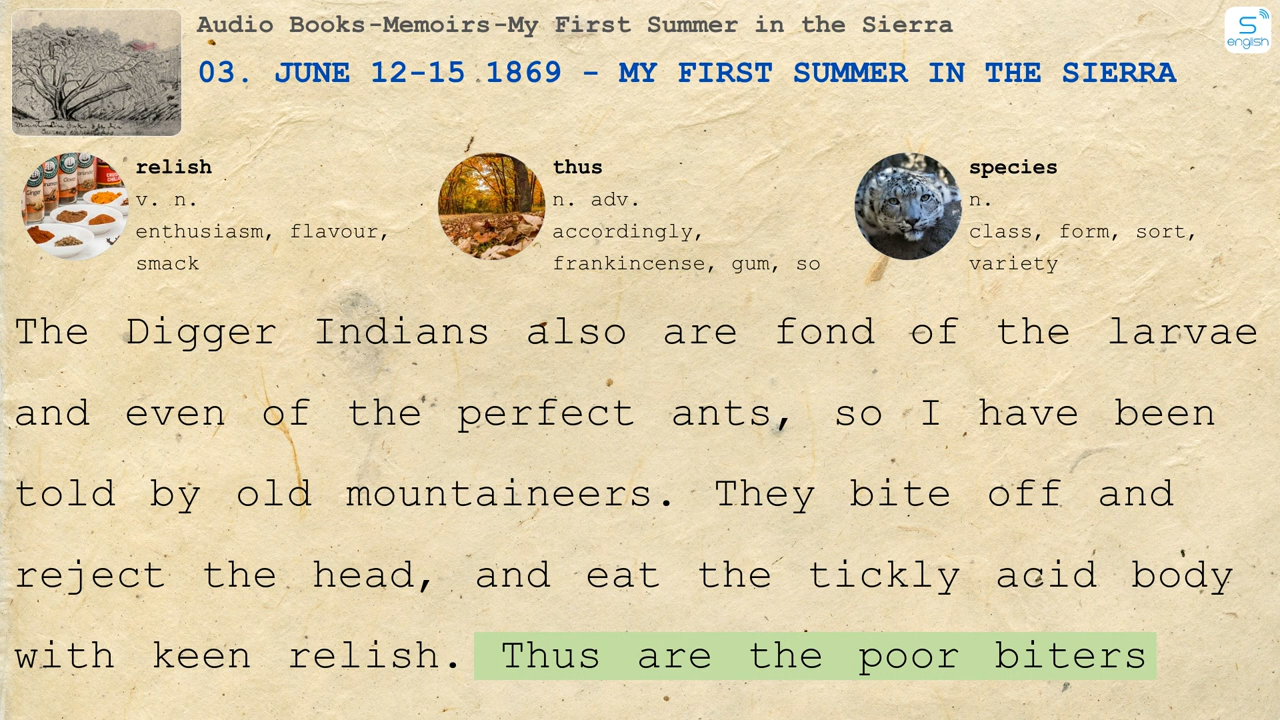 Audio Books-Memoirs-My First Summer in the Sierra
03. JUNE 12-15 1869 - MY FIRST SUMMER IN THE SIERRA
S
english
relish
v. n.
enthusiasm, flavour,
smack
thus
n. adv.
accordingly,
frankincense, gum, so
species
n.
class, form, sort,
variety
The Digger Indians also are fond of the larvae
and even of the perfect ants, so I have been
told by old mountaineers. They bite off and
reject the head, and eat the tickly acid body
with keen relish. Thus are the poor biters